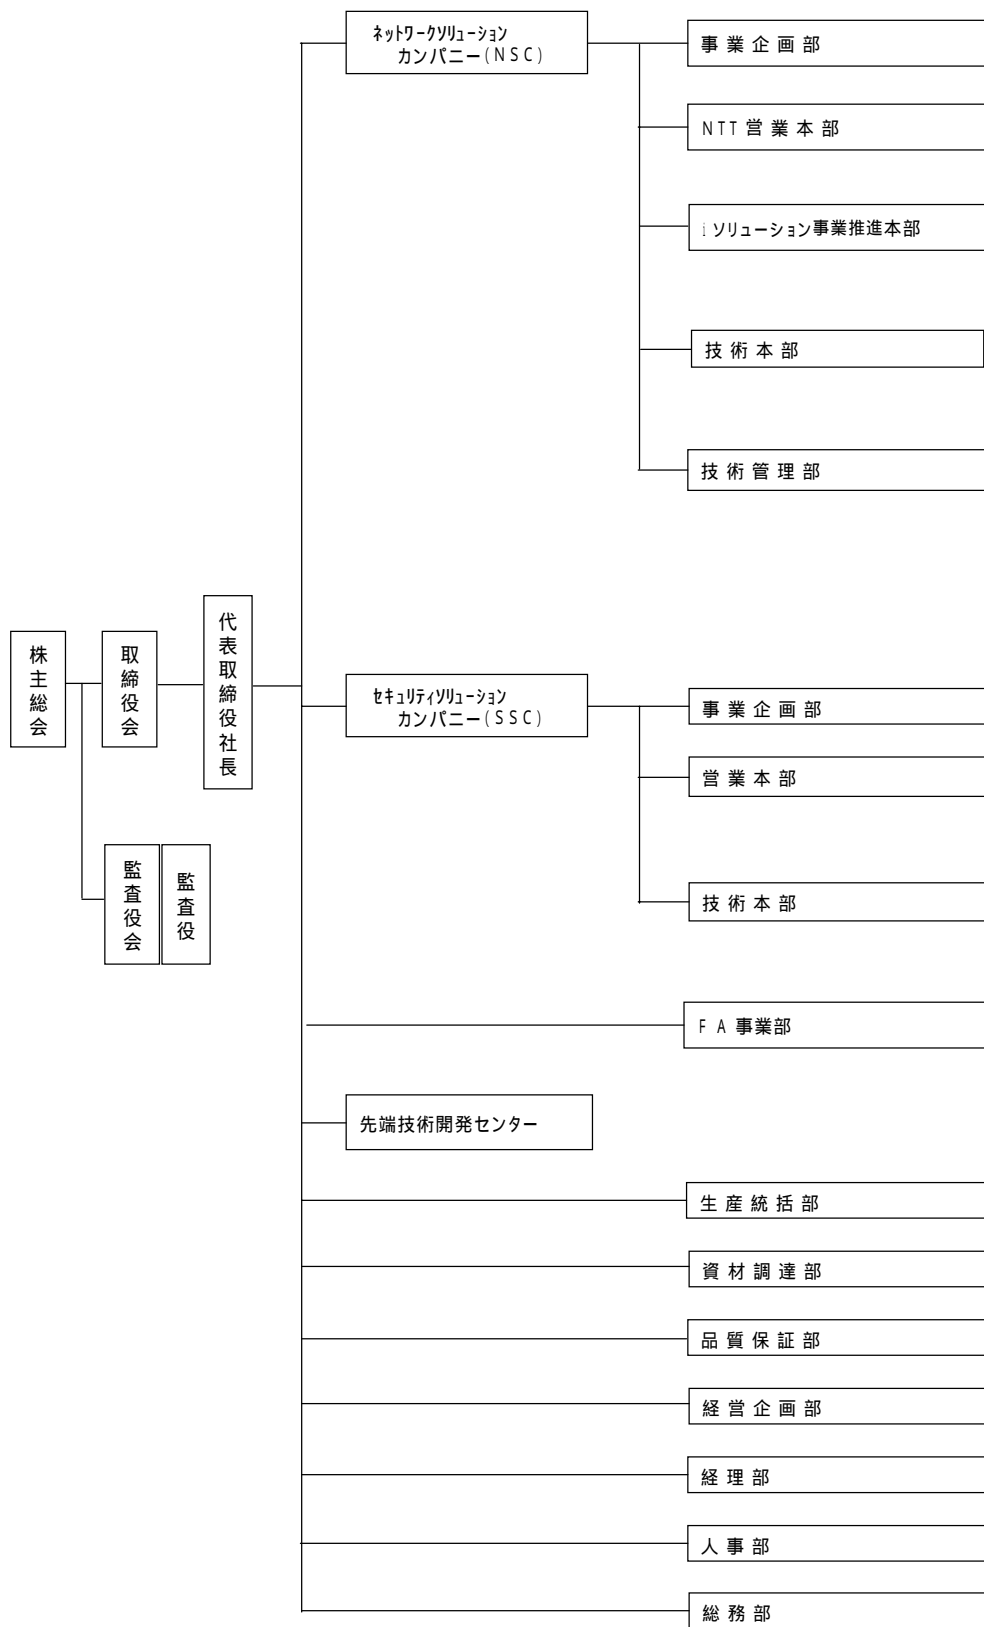 ネットワークソリューション
カンパニー(NSC)
事業企画部
NTT営業本部
iソリューション事業推進本部
技術本部
技術管理部
株主総会
取締役会
代表取締役社長
監査役会
監査役
セキュリティソリューション
カンパニー(SSC)
事業企画部
営業本部
技術本部
FA事業部
先端技術開発センター
生産統括部
資材調達部
品質保証部
経営企画部
経理部
人事部
総務部